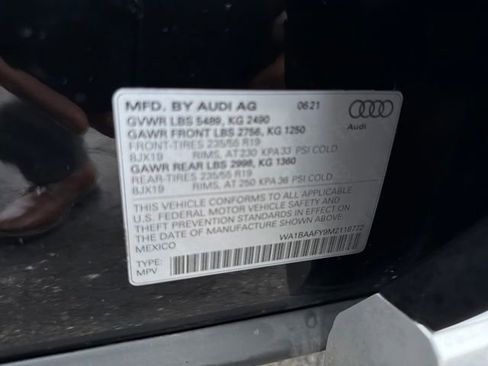 MFD. BY AUDI AG 06.21
GVWR LBS 5489, KG 2490
GAWR FRONT LBS 2756, KG 1250
FRONT-TIRES 235/55 R19
8JX19 RIMS, AT 230 KPA 33 PSI COLD
GAWR REAR LBS 2998, KG 1360
REAR-TIRES 235/55 R19
8JX19 RIMS, AT 250 KPA 36 PSI COLD
THIS VEHICLE CONFORMS TO ALL APPLICABLE
U.S. FEDERAL MOTOR VEHICLE SAFETY AND
THEFT PREVENTION STANDARDS IN EFFECT ON
THE DATE OF MANUFACTURE SHOWN ABOVE.
MEXICO
TYPE:
MPV
WA1BAAFY9M2118772
Audi